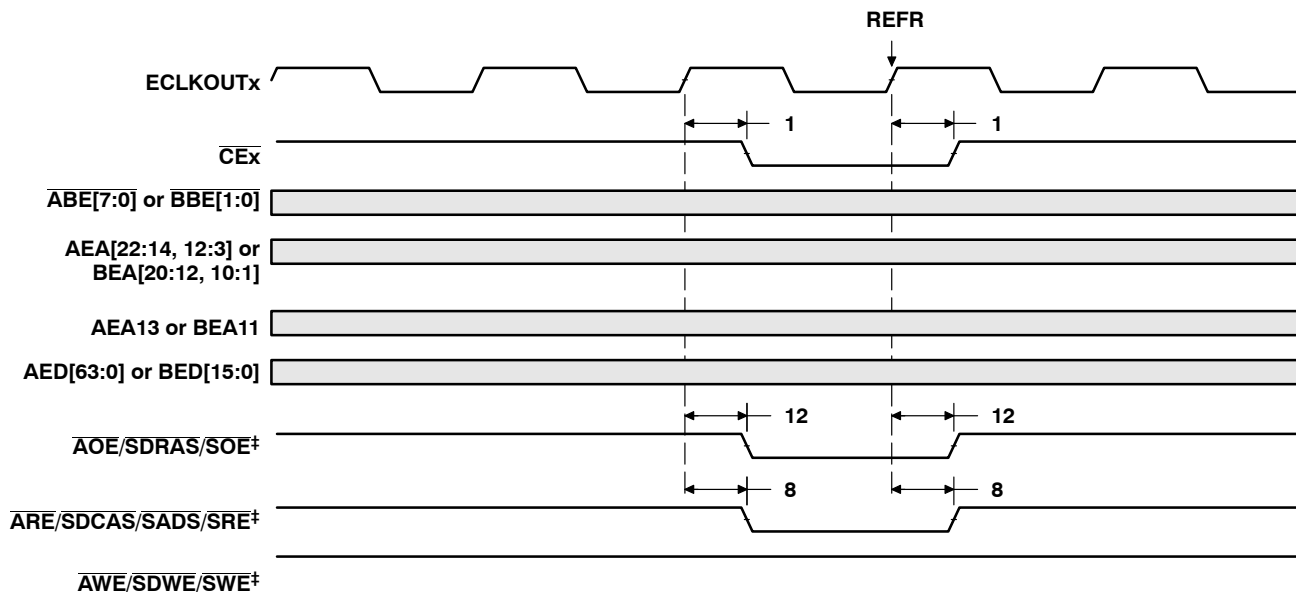 REFR
ECLKOUTx
1 1
CEx
ABE[7:0] or BBE[1:0]
AEA[22:14, 12:3] or
BEA[20:12, 10:1]
AEA13 or BEA11
AED[63:0] or BED[15:0]
12 12
AOE/SDRAS/SOE‡
8 8
ARE/SDCAS/SADS/SRE‡
AWE/SDWE/SWE‡